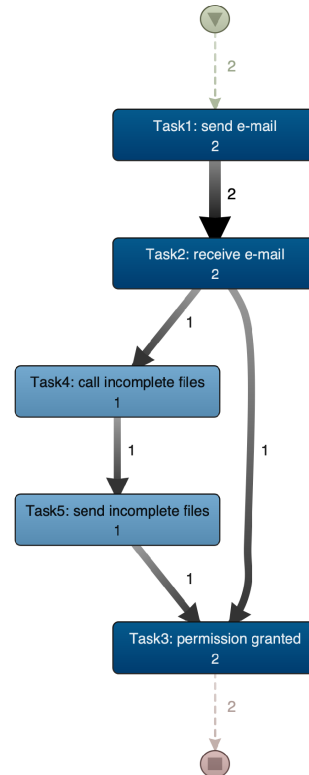 2
Task1: send e-mail
2
2
Task2: receive e-mail
2
1
Task4: call incomplete files
1
1
1
Task5: send incomplete files
1
1
Task3: permission granted
2
2